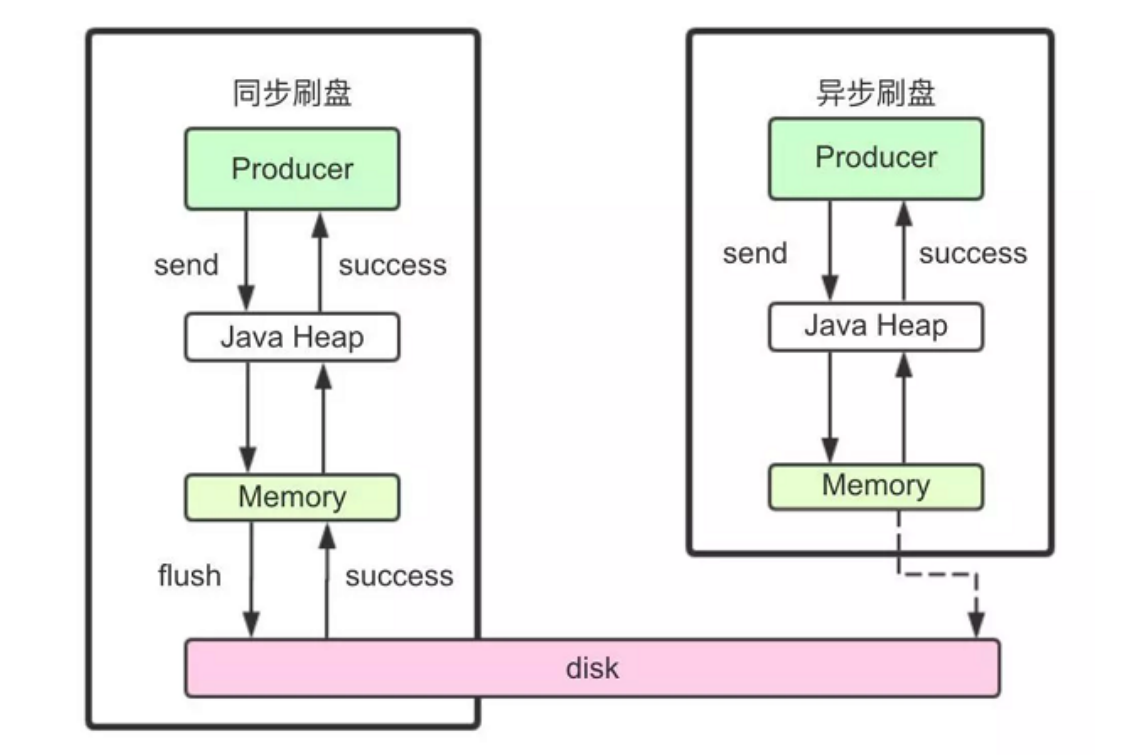 同步刷盘
Producer
send
success
Java Heap
Memory
flush
success
异步刷盘
Producer
send
success
Java Heap
Memory
disk